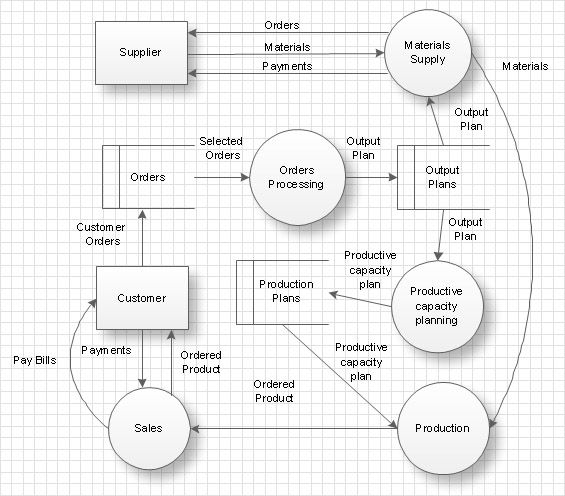 Orders
Supplier
Materials
Materials
Supply
Payments
Materials
Output
Plan
Selected
Orders
Output
Plan
Orders
Orders
Processing
Output
Plans
Customer
Orders
Output
Plan
Productive
capacity
plan
Customer
Production
Plans
Productive
capacity
planning
Pay Bills
Payments
Ordered
Product
Productive
capacity
plan
Ordered
Product
Sales
Production